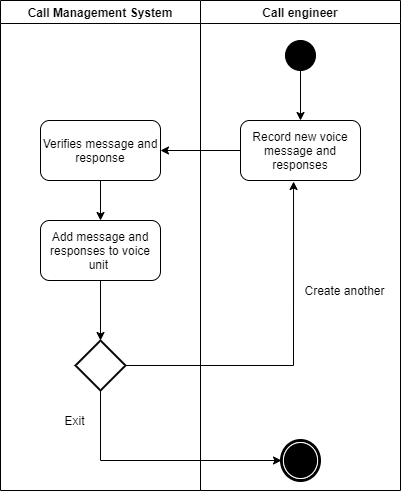 Call Management System
Call engineer
Verifies message and
response
Record new voice
message and
responses
Add message and
responses to voice
unit
Create another
Exit